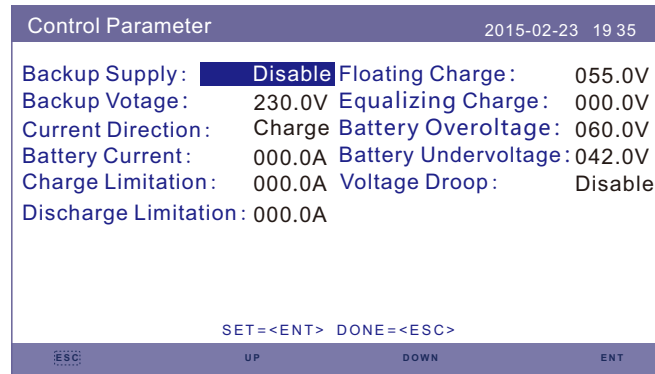 Control Parameter 2015-02-23 19 35
Backup Supply: Disable Floating Charge: 055.0V
Backup Votage: 230.0V Equalizing Charge: 000.0V
Current Direction: Charge Battery Overoltage: 060.0V
Battery Current: 000.0A Battery Undervoltage: 042.0V
Charge Limitation: 000.0A Voltage Droop: Disable
Discharge Limitation: 000.0A
SET=<ENT> DONE=<ESC>
ESC UP DOWN ENT